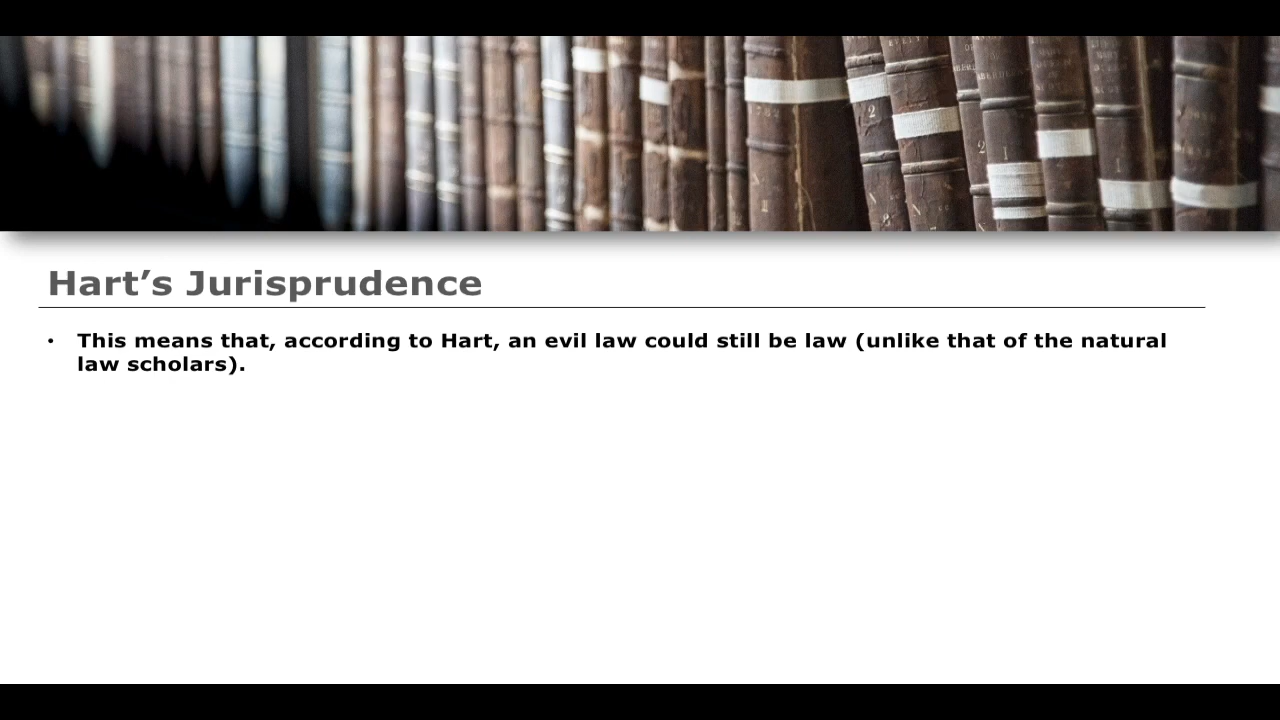 Hart’s Jurisprudence
• This means that, according to Hart, an evil law could still be law (unlike that of the natural
law scholars).